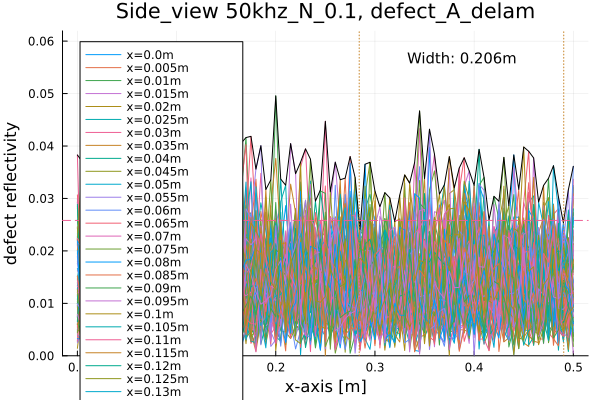 Side_view 50khz_N_0.1, defect_A_delam
0.06
0.05
0.04
0.03
0.02
0.01
0.00
defect reflectivity
x=0.0m
x=0.005m
x=0.01m
x=0.015m
x=0.02m
x=0.025m
x=0.03m
x=0.035m
x=0.04m
x=0.045m
x=0.05m
x=0.055m
x=0.06m
x=0.065m
x=0.07m
x=0.075m
x=0.08m
x=0.085m
x=0.09m
x=0.095m
x=0.1m
x=0.105m
x=0.11m
x=0.115m
x=0.12m
x=0.125m
x=0.13m
Width: 0.206m
0. 0.2 0.3 0.4 0.5
x-axis [m]